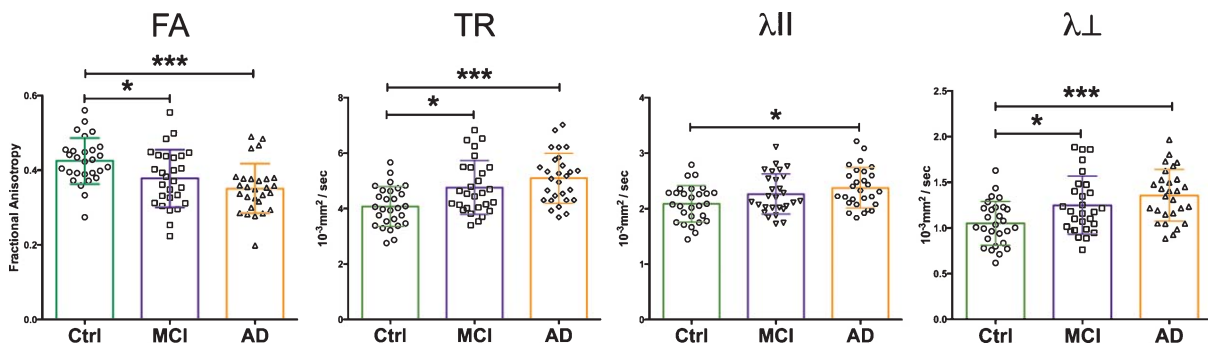 FA
***
*
Fractional Anisotropy
0.6
0.4
0.2
0.0
Ctrl MCI AD
TR
***
*
10⁻³mm² / sec
8
6
4
2
0
Ctrl MCI AD
λII
*
10⁻³mm² / sec
4
3
2
1
0
Ctrl MCI AD
λ⊥
***
*
10⁻³mm² / sec
2.5
2.0
1.5
1.0
0.5
0.0
Ctrl MCI AD